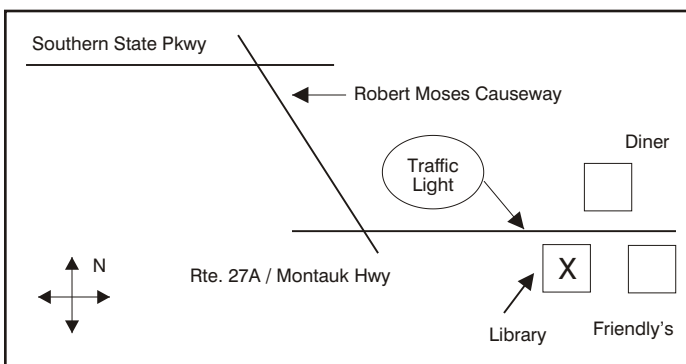 Southern State Pkwy
Robert Moses Causeway
Diner
Traffic
Light
N
Rte. 27A / Montauk Hwy
X
Library
Friendly's